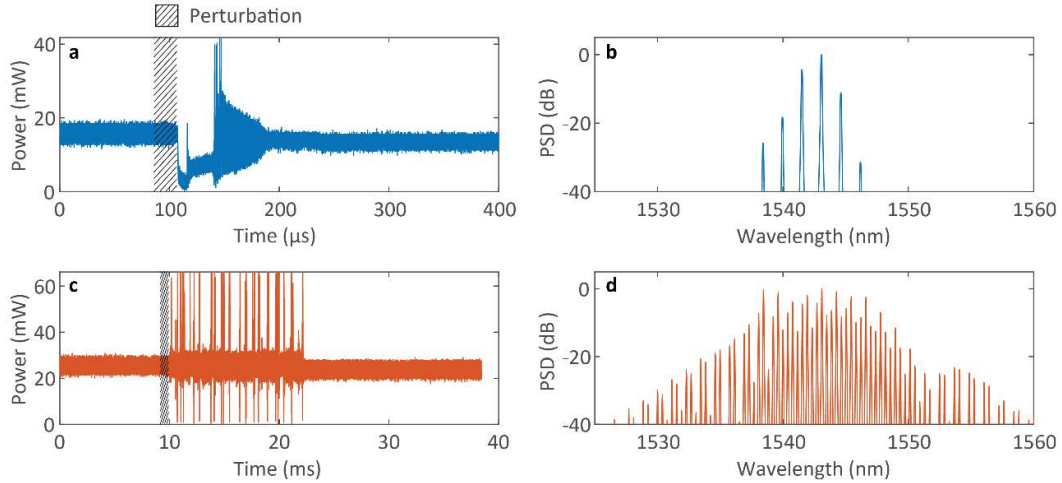 Perturbation
a
40
20
0
Power (mW)
0 100 200 300 400
Time (μs)
b
0
-20
-40
PSD (dB)
1530 1540 1550 1560
Wavelength (nm)
c
60
40
20
0
Power (mW)
0 10 20 30 40
Time (ms)
d
0
-20
-40
PSD (dB)
1530 1540 1550 1560
Wavelength (nm)